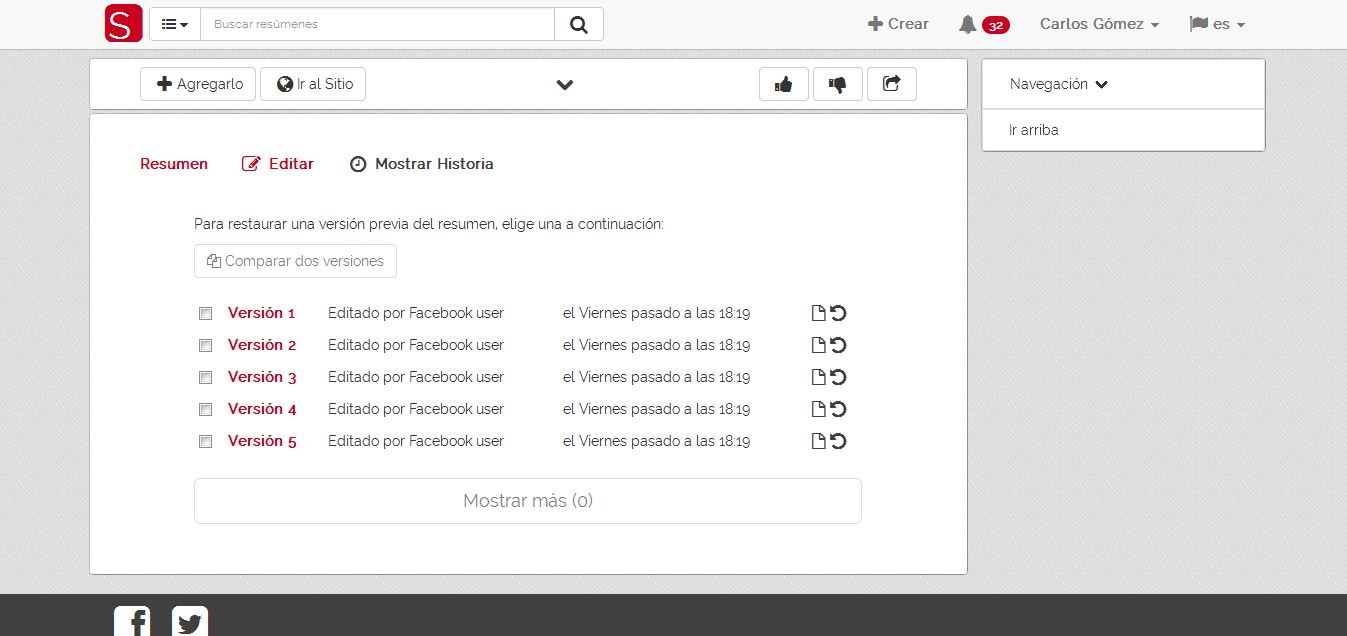 S Buscar resúmenes Crear 32 Carlos Gómez es
Agregarlo Ir al Sitio Navegación
Ir arriba
Resumen Editar Mostrar Historia
Para restaurar una versión previa del resumen, elige una a continuación:
Comparar dos versiones
Versión 1 Editado por Facebook user el Viernes pasado a las 18:19
Versión 2 Editado por Facebook user el Viernes pasado a las 18:19
Versión 3 Editado por Facebook user el Viernes pasado a las 18:19
Versión 4 Editado por Facebook user el Viernes pasado a las 18:19
Versión 5 Editado por Facebook user el Viernes pasado a las 18:19
Mostrar más (0)